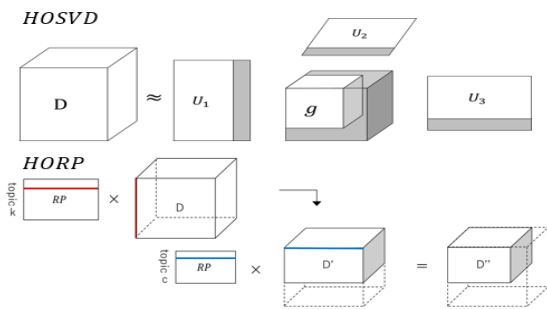 HOSVD
D
≈
U₁
U₂
g
U₃
HORP
topic k
RP
×
D
topic c
RP
×
D'
=
D''